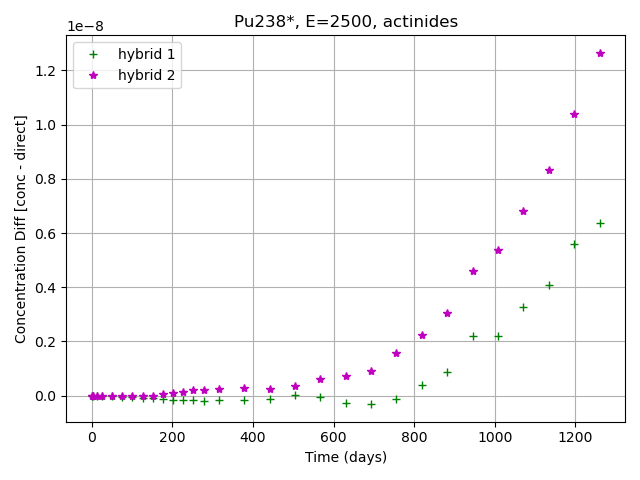 Pu238*, E=2500, actinides
1e−8
hybrid 1
hybrid 2
1.2
1.0
0.8
0.6
0.4
0.2
0.0
Concentration Diff [conc - direct]
0 200 400 600 800 1000 1200
Time (days)